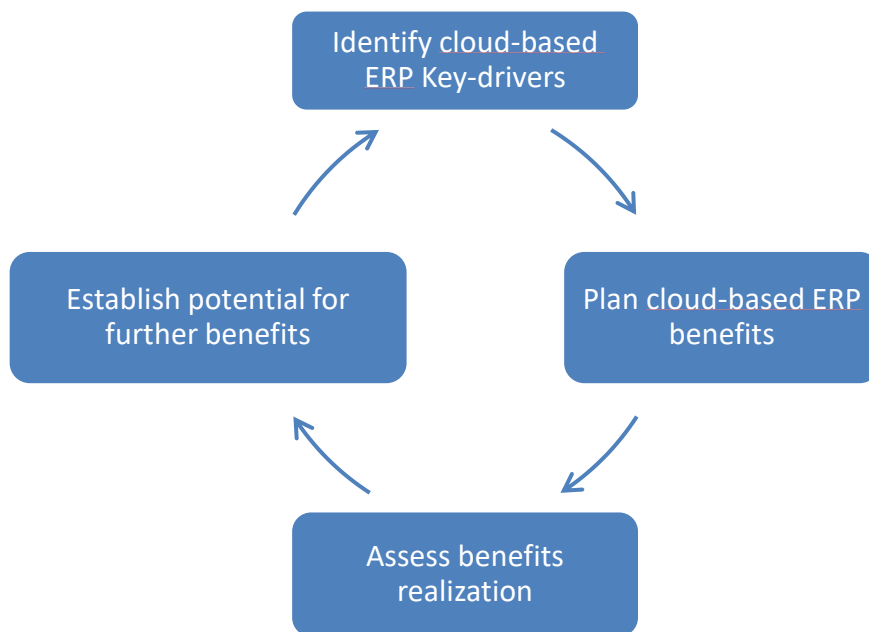 Identify cloud-based
ERP Key-drivers
Establish potential for
further benefits
Plan cloud-based ERP
benefits
Assess benefits
realization